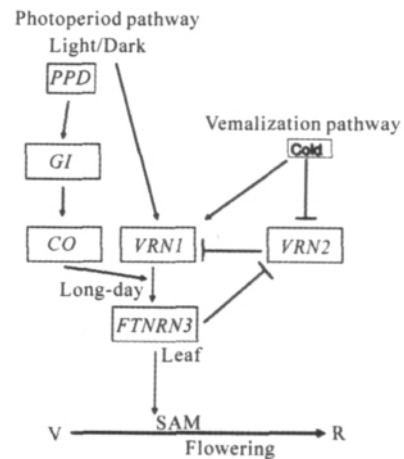 Photoperiod pathway
Light/Dark
PPD
Vemalization pathway
Cold
GI
CO
VRN1
VRN2
Long-day
FTNRN3
Leaf
SAM
V
R
Flowering